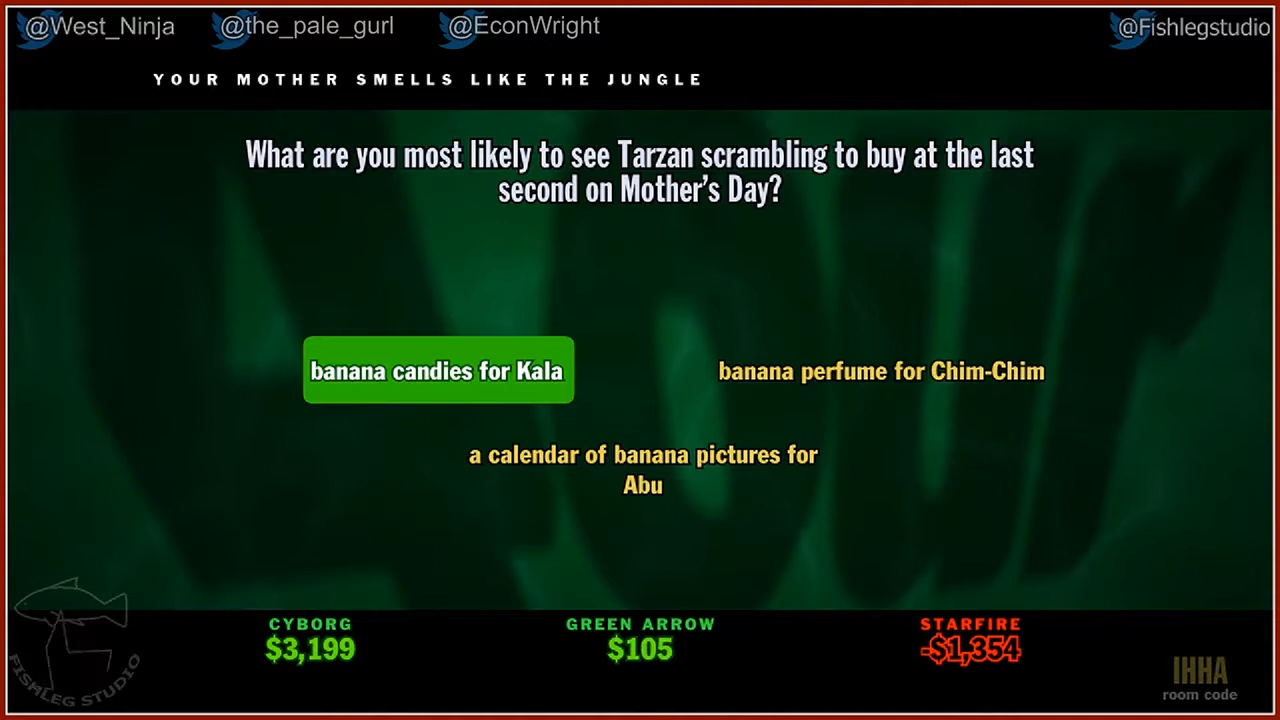 @West_Ninja @the_pale_gurl @EconWright @Fishlegstudio
YOUR MOTHER SMELLS LIKE THE JUNGLE
What are you most likely to see Tarzan scrambling to buy at the last
second on Mother's Day?
banana candies for Kala
banana perfume for Chim-Chim
a calendar of banana pictures for
Abu
CYBORG
$3,199
GREEN ARROW
$105
STARFIRE
-$1,354
FISHLEG STUDIO
IHHA
room code